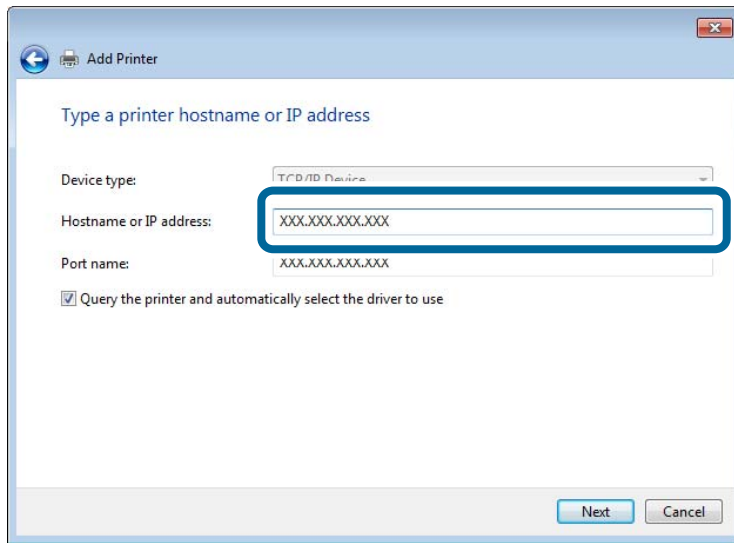 Add Printer
Type a printer hostname or IP address
Device type: TCP/IP Device
Hostname or IP address: XXX.XXX.XXX.XXX
Port name: XXX.XXX.XXX.XXX
Query the printer and automatically select the driver to use
Next Cancel